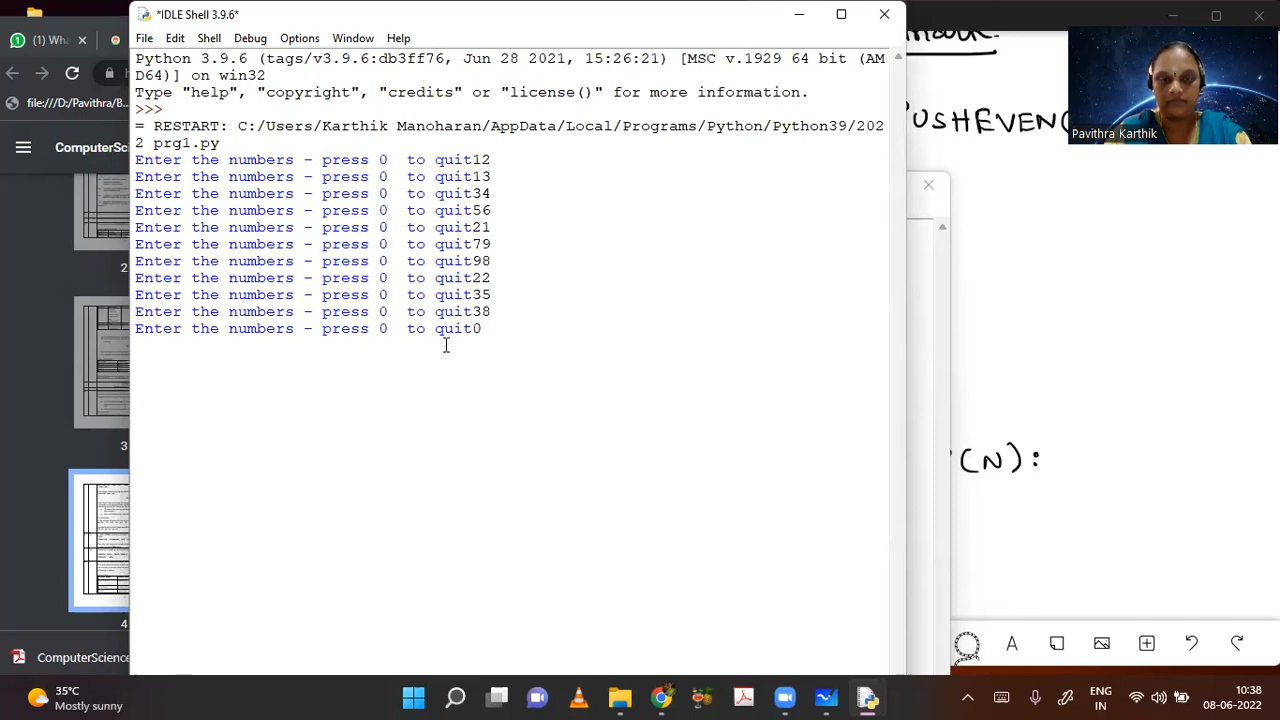 *IDLE Shell 3.9.6*
File Edit Shell Debug Options Window Help
Python 3.9.6 (tags/v3.9.6:db3ff76, Jun 28 2021, 15:26:21) [MSC v.1929 64 bit (AM
D64)] on win32
Type "help", "copyright", "credits" or "license()" for more information.
>>>
= RESTART: C:/Users/Karthik Manoharan/AppData/Local/Programs/Python/Python39/202
2 prg1.py
Enter the numbers - press 0  to quit12
Enter the numbers - press 0  to quit13
Enter the numbers - press 0  to quit34
Enter the numbers - press 0  to quit56
Enter the numbers - press 0  to quit21
Enter the numbers - press 0  to quit79
Enter the numbers - press 0  to quit98
Enter the numbers - press 0  to quit22
Enter the numbers - press 0  to quit35
Enter the numbers - press 0  to quit38
Enter the numbers - press 0  to quit0
(1) Wha
file:///D:/Pavithra/B...
ComputerScien
2
3
4
ComputerScience
PUSHEVEN(
(N):
Pavithra Karthik
A
35°C
Mostly sunny
ENG
IN
10:38
08-06-2022